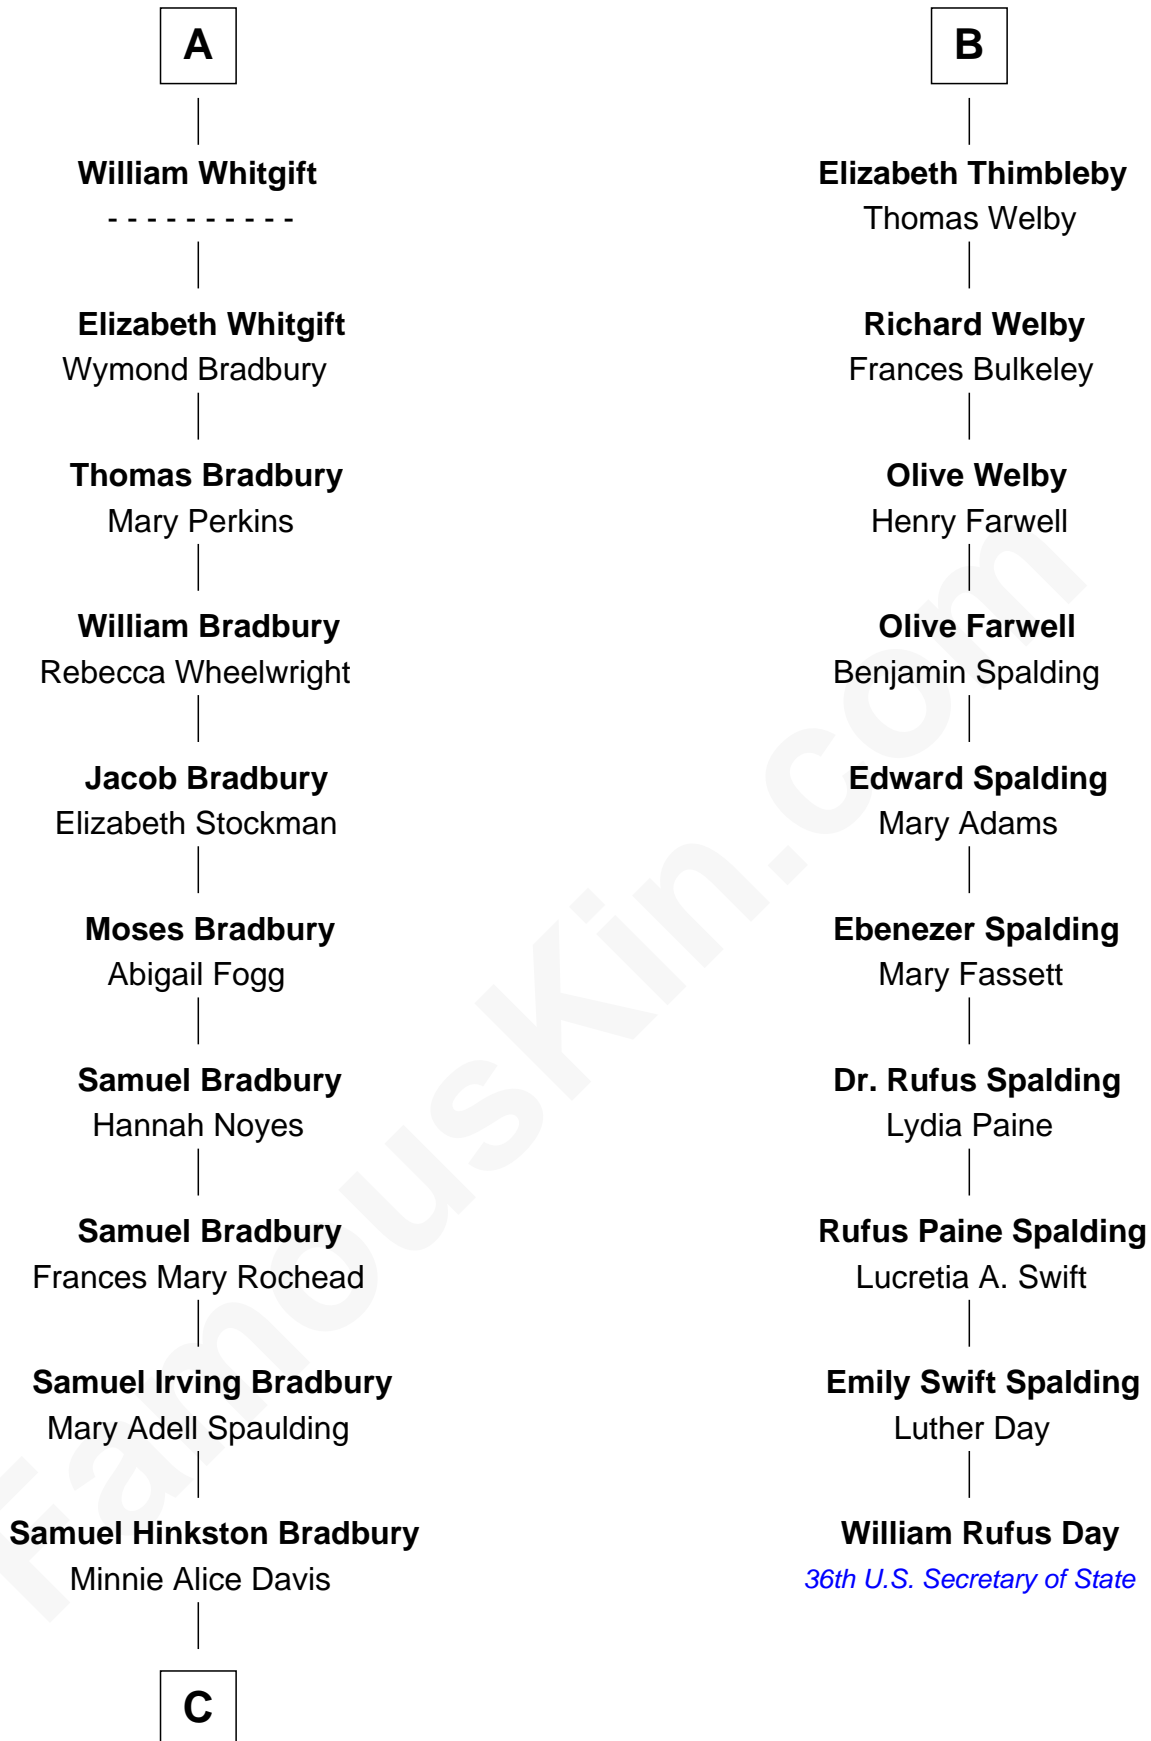 A
William Whitgift
- - - - - - - - - -
Elizabeth Whitgift
Wymond Bradbury
Thomas Bradbury
Mary Perkins
William Bradbury
Rebecca Wheelwright
Jacob Bradbury
Elizabeth Stockman
Moses Bradbury
Abigail Fogg
Samuel Bradbury
Hannah Noyes
Samuel Bradbury
Frances Mary Rochead
Samuel Irving Bradbury
Mary Adell Spaulding
Samuel Hinkston Bradbury
Minnie Alice Davis
C
B
Elizabeth Thimbleby
Thomas Welby
Richard Welby
Frances Bulkeley
Olive Welby
Henry Farwell
Olive Farwell
Benjamin Spalding
Edward Spalding
Mary Adams
Ebenezer Spalding
Mary Fassett
Dr. Rufus Spalding
Lydia Paine
Rufus Paine Spalding
Lucretia A. Swift
Emily Swift Spalding
Luther Day
William Rufus Day
36th U.S. Secretary of State
FamousKin.com